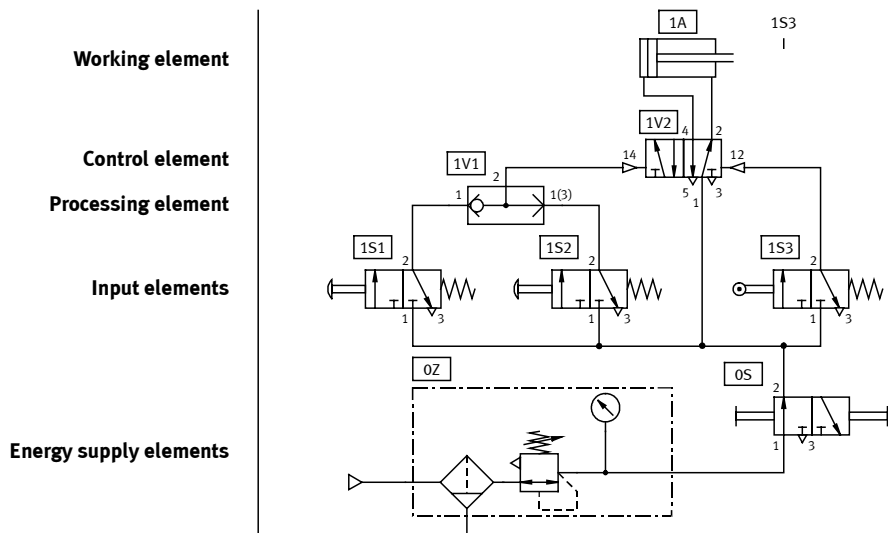 1A
1S3
Working element
1V2
4
2
14
12
Control element
1V1
2
5
3
1
Processing element
1
1(3)
1S1
2
1S2
2
1S3
2
Input elements
1
3
1
3
1
3
0Z
0S
2
1
3
Energy supply elements